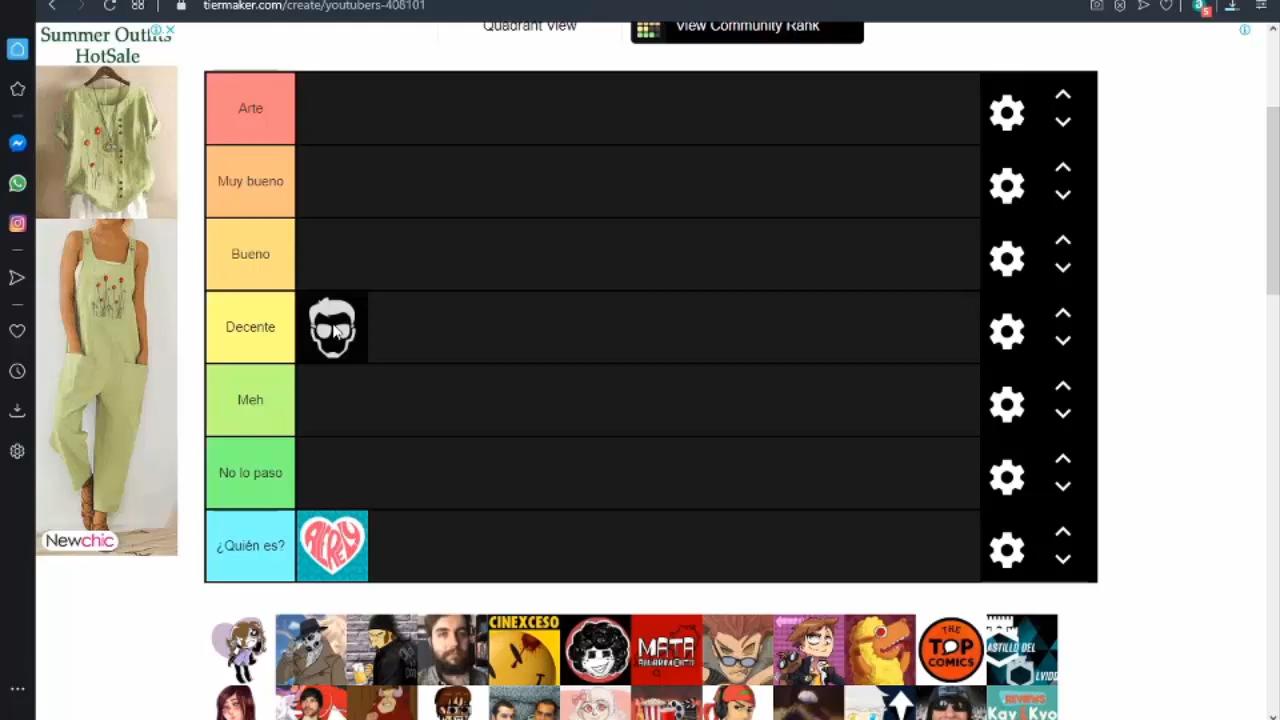 tiermaker.com/create/youtubers-408101
Summer Outfits
HotSale
Quadrant View
View Community Rank
Arte
Muy bueno
Bueno
Decente
Meh
No lo paso
¿Quién es?
Newchic
CINEXCESO
MATA
THE
TOP
COMICS
REVIEWS